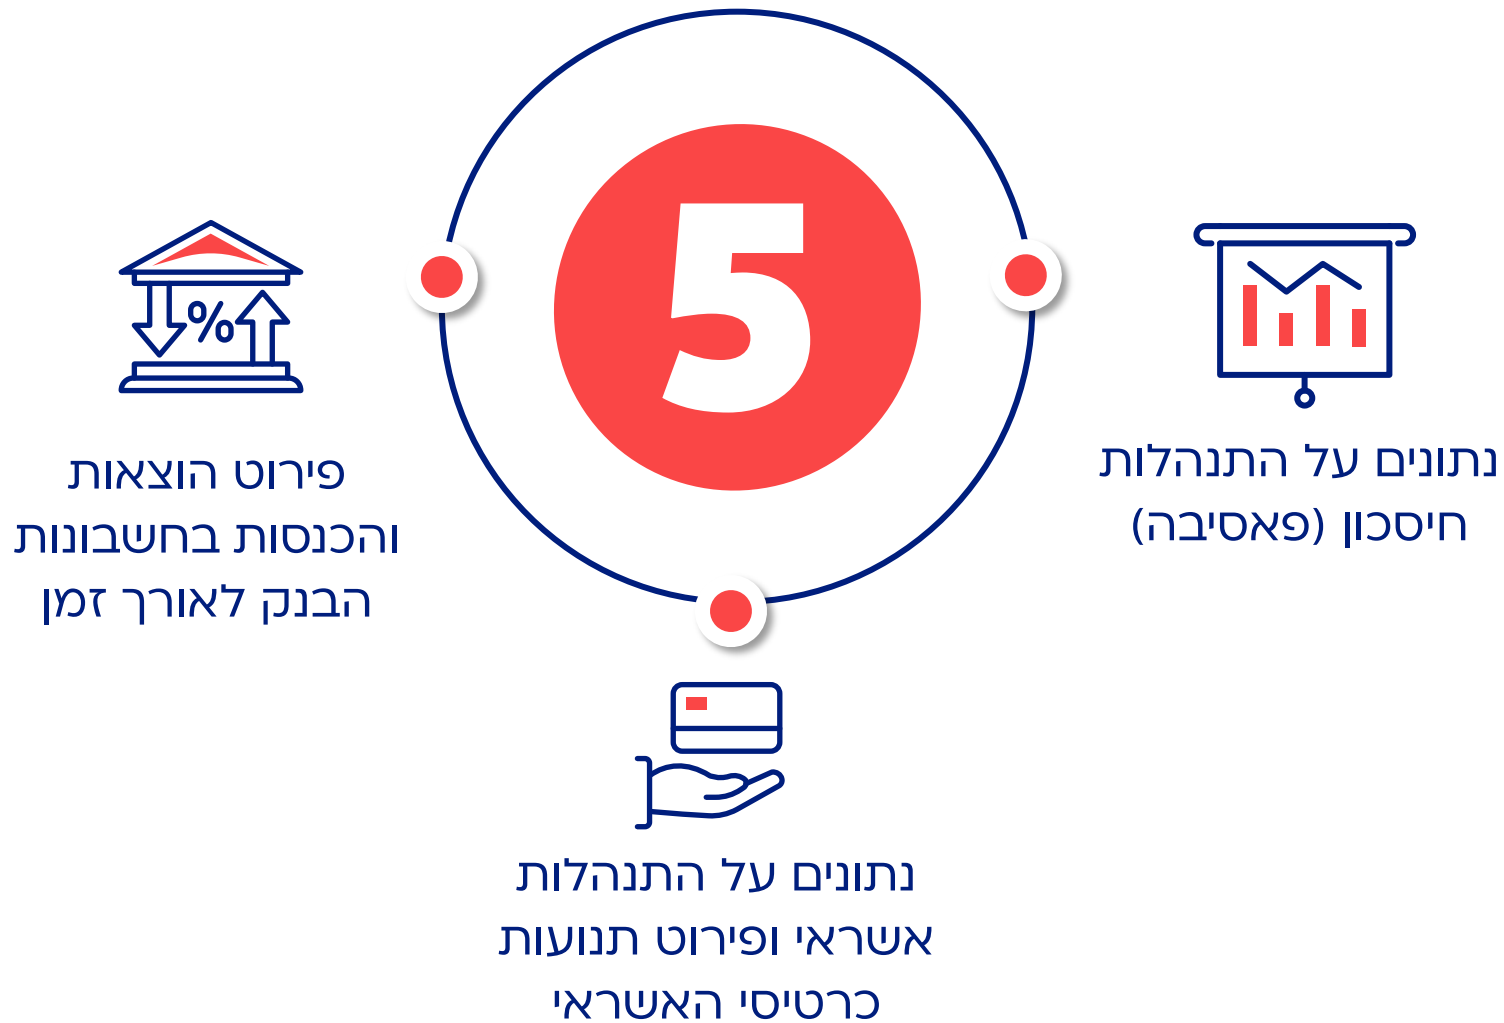 5
נתונים על התנהלות
חיסכון (פאסיבה)
פירוט הוצאות
והכנסות בחשבונות
הבנק לאורך זמן
%
נתונים על התנהלות
אשראי ופירוט תנועות
כרטיסי האשראי